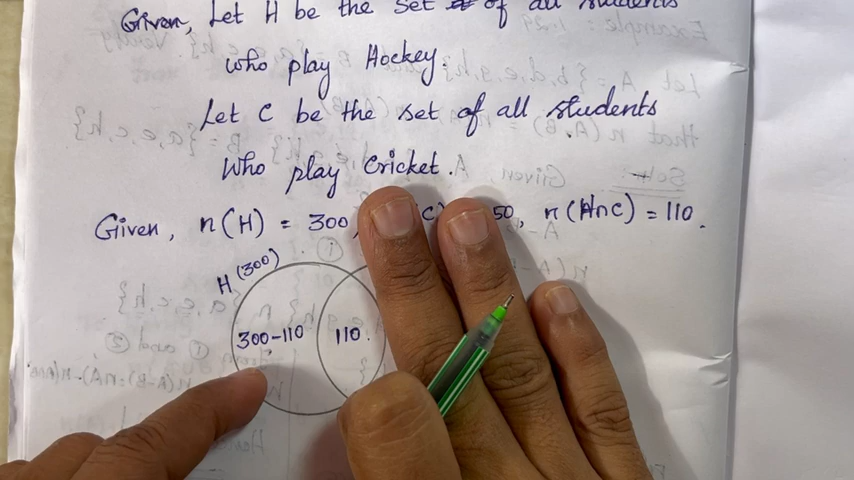 Given, Let H be the set of all students
who play Hockey.
Let C be the set of all students
who play Cricket.
Given, n(H) = 300, C) 50, n(H∩C) = 110.
H (300)
300-110 110.